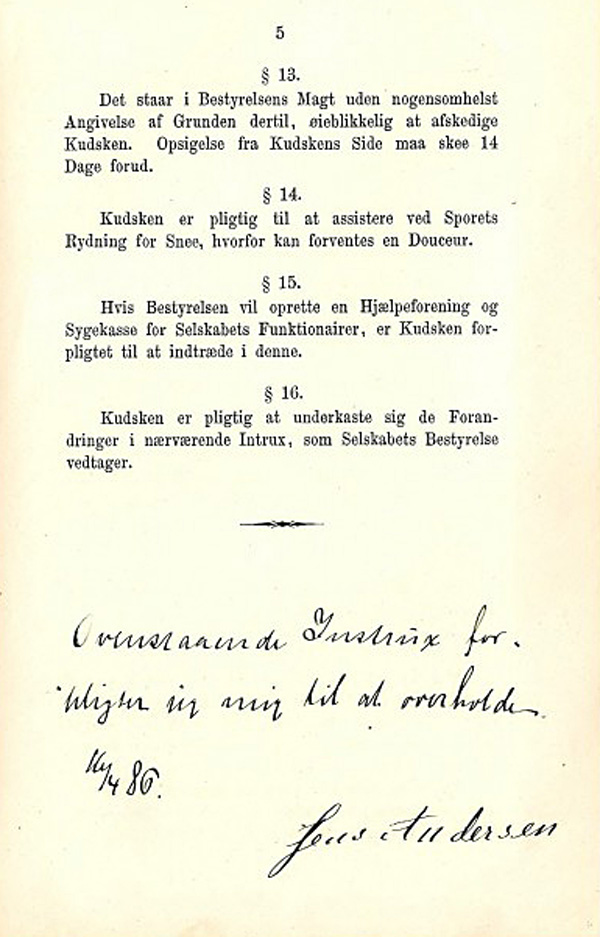 5
§ 13.
Det staar i Bestyrelsens Magt uden nogensomhelst
Angivelse af Grunden dertil, øieblikkelig at afskedige
Kudsken. Opsigelse fra Kudskens Side maa skee 14
Dage forud.
§ 14.
Kudsken er pligtig til at assistere ved Sporets
Rydning for Snee, hvorfor kan forventes en Douceur.
§ 15.
Hvis Bestyrelsen vil oprette en Hjælpeforening og
Sygekasse for Selskabets Funktionairer, er Kudsken for-
pligtet til at indtræde i denne.
§ 16.
Kudsken er pligtig at underkaste sig de Foran-
dringer i nærværende Intrux, som Selskabets Bestyrelse
vedtager.
Ovenstaaende Instrux for-
pligter jeg mig til at overholde.
16/4 86.
Jens Andersen